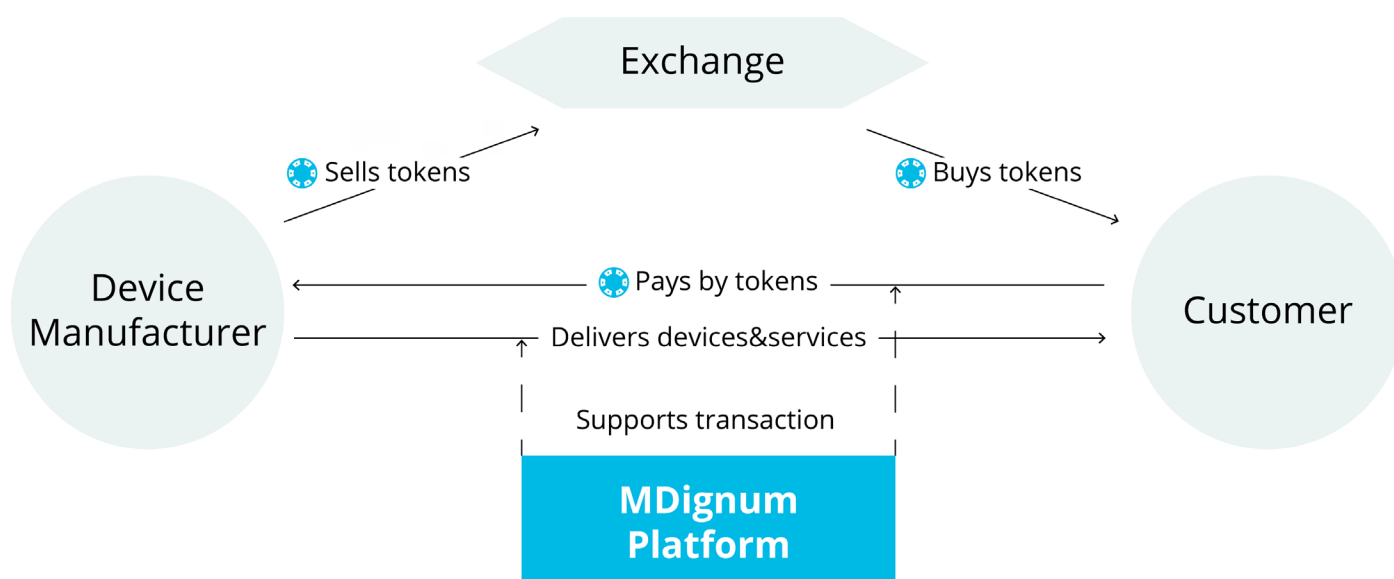 Exchange
Sells tokens
Buys tokens
Device
Manufacturer
Pays by tokens
Delivers devices&services
Customer
Supports transaction
MDignum
Platform